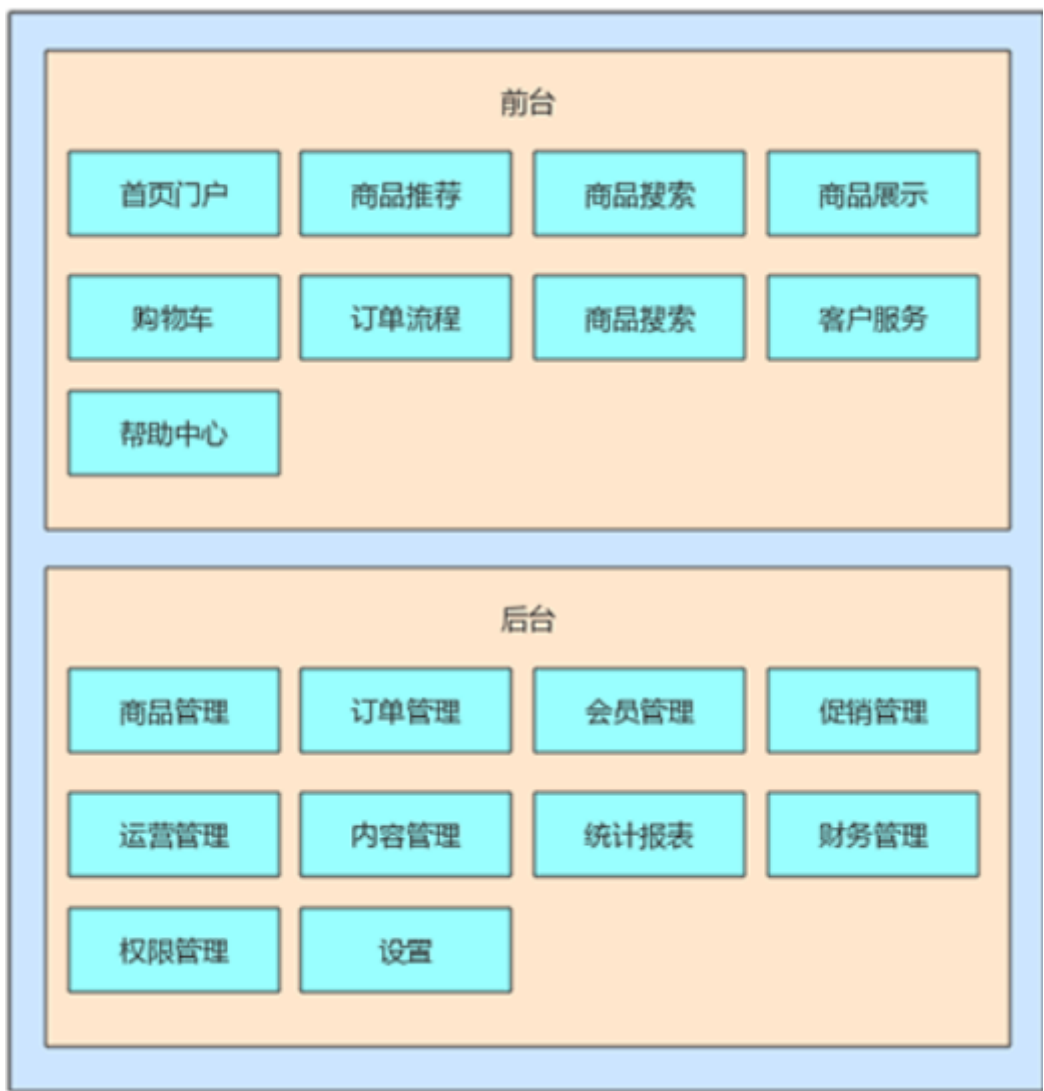 前台
首页门户 商品推荐 商品搜索 商品展示
购物车 订单流程 商品搜索 客户服务
帮助中心
后台
商品管理 订单管理 会员管理 促销管理
运营管理 内容管理 统计报表 财务管理
权限管理 设置